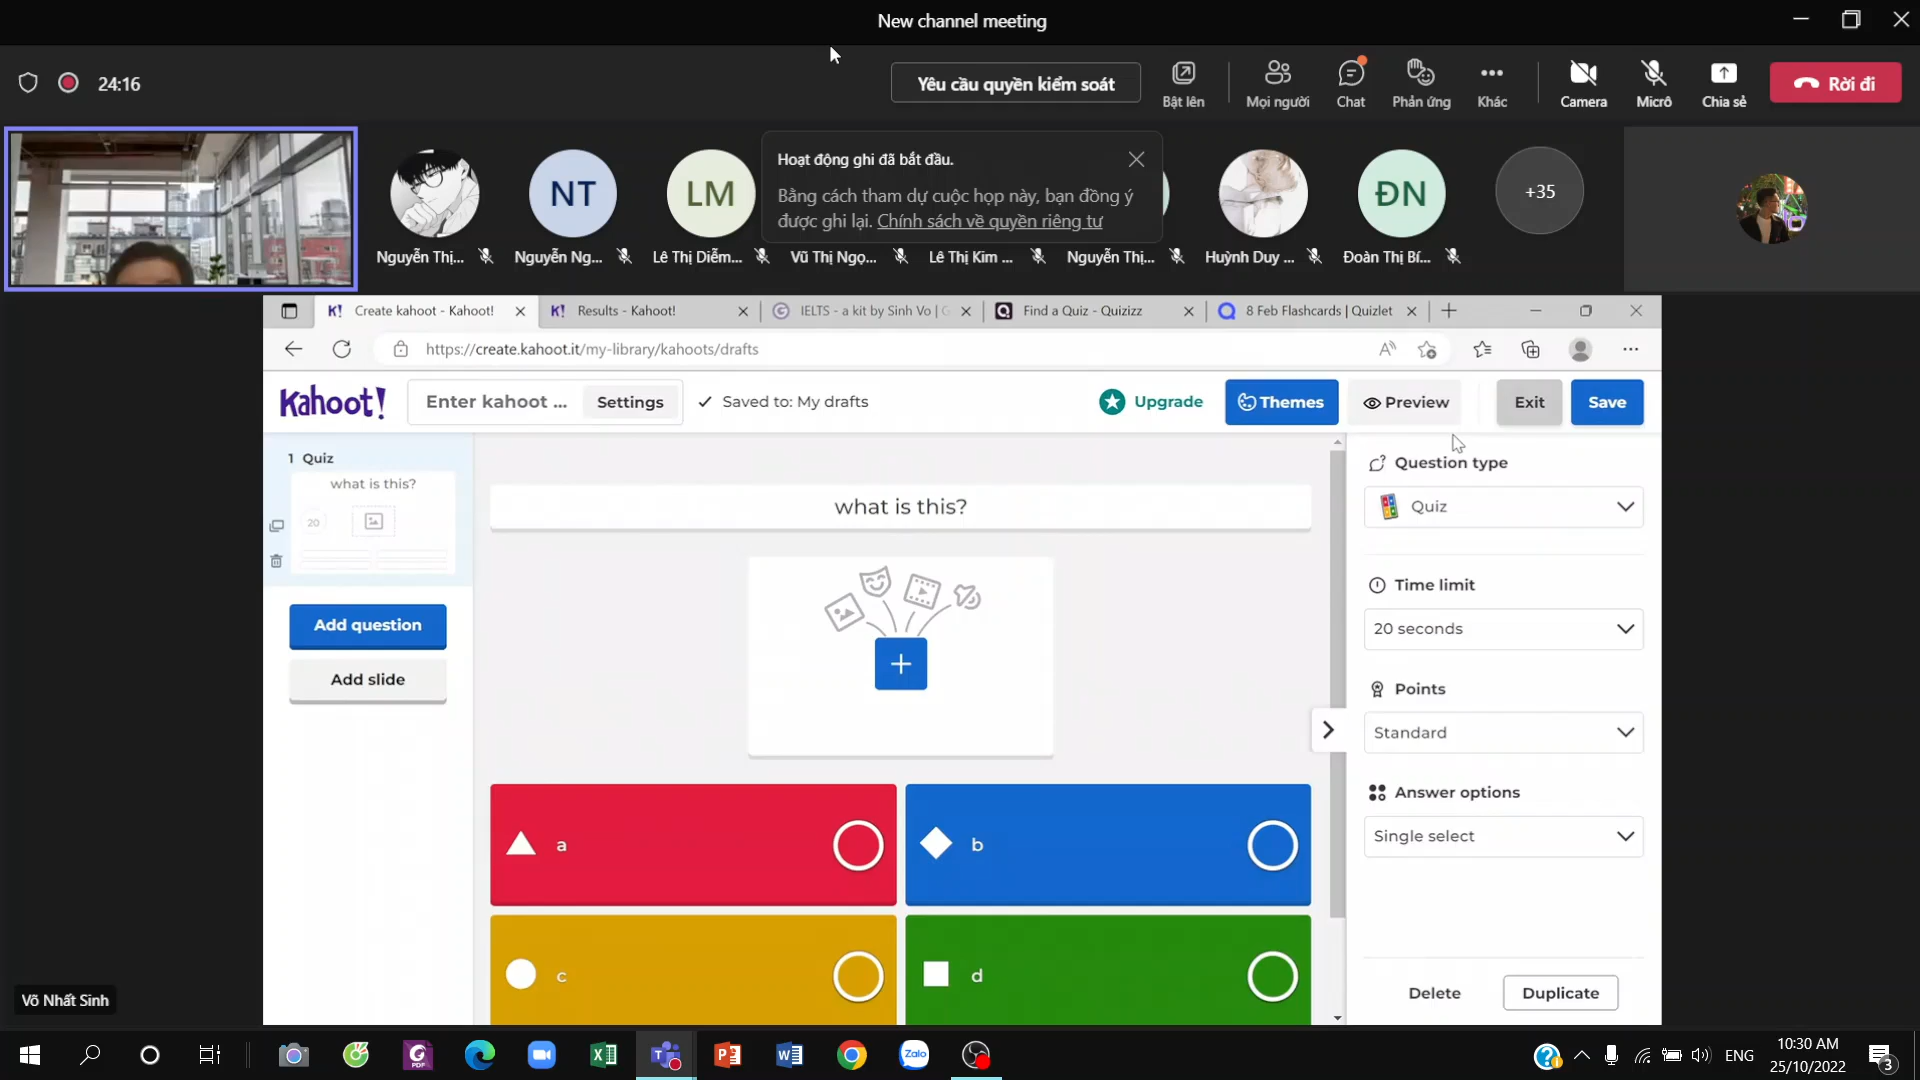 New channel meeting
24:16
Yêu cầu quyền kiểm soát
Bật lên
Mọi người
Chat
Phản ứng
Khác
Camera
Micrô
Chia sẻ
Rời đi
NT
LM
ĐN
+35
Hoạt động ghi đã bắt đầu.
Bằng cách tham dự cuộc họp này, bạn đồng ý
được ghi lại. Chính sách về quyền riêng tư
Nguyễn Thị...
Nguyễn Ng...
Lê Thị Diễm...
Vũ Thị Ngọ...
Lê Thị Kim ...
Nguyễn Thị...
Huỳnh Duy ...
Đoàn Thị Bí...
K! Create kahoot - Kahoot!
K! Results - Kahoot!
IELTS - a kit by Sinh Vo | G
Find a Quiz - Quizizz
8 Feb Flashcards | Quizlet
https://create.kahoot.it/my-library/kahoots/drafts
Kahoot!
Enter kahoot ...
Settings
Saved to: My drafts
Upgrade
Themes
Preview
Exit
Save
1 Quiz
what is this?
20
Add question
Add slide
what is this?
a
b
c
d
Question type
Quiz
Time limit
20 seconds
Points
Standard
Answer options
Single select
Delete
Duplicate
Võ Nhất Sinh
PDF
Zalo
ENG
10:30 AM
25/10/2022
3